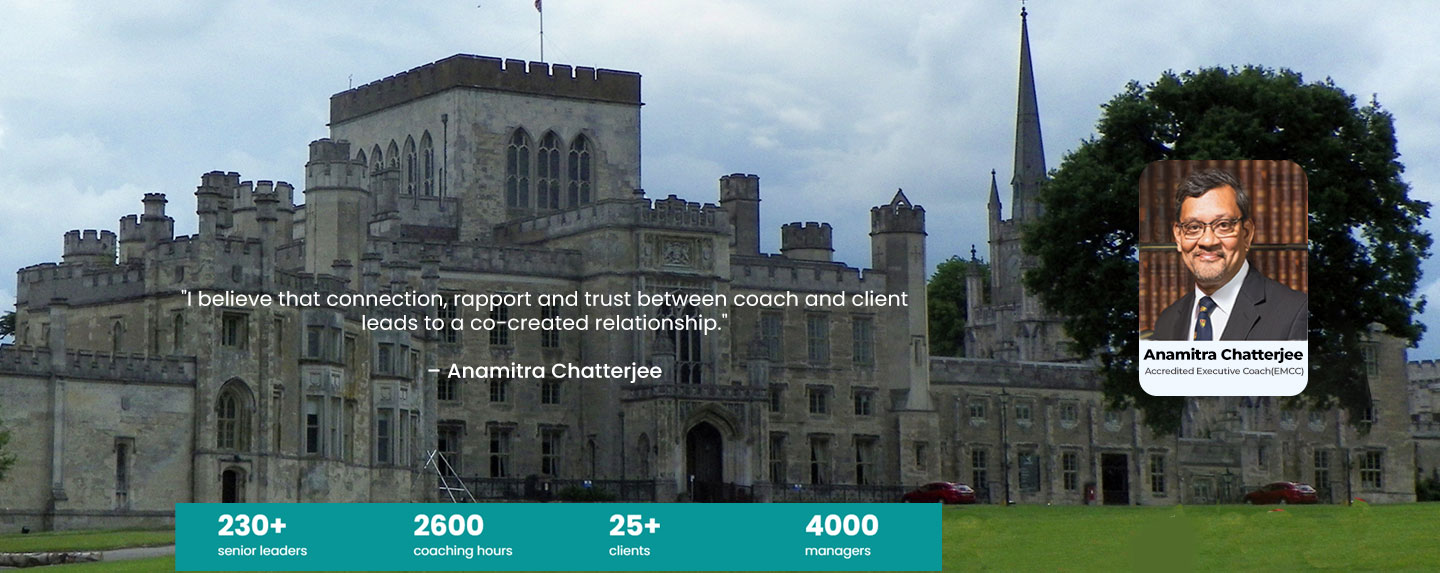 "I believe that connection, rapport and trust between coach and client
leads to a co-created relationship."
– Anamitra Chatterjee
Anamitra Chatterjee
Accredited Executive Coach(EMCC)
230+
senior leaders
2600
coaching hours
25+
clients
4000
managers